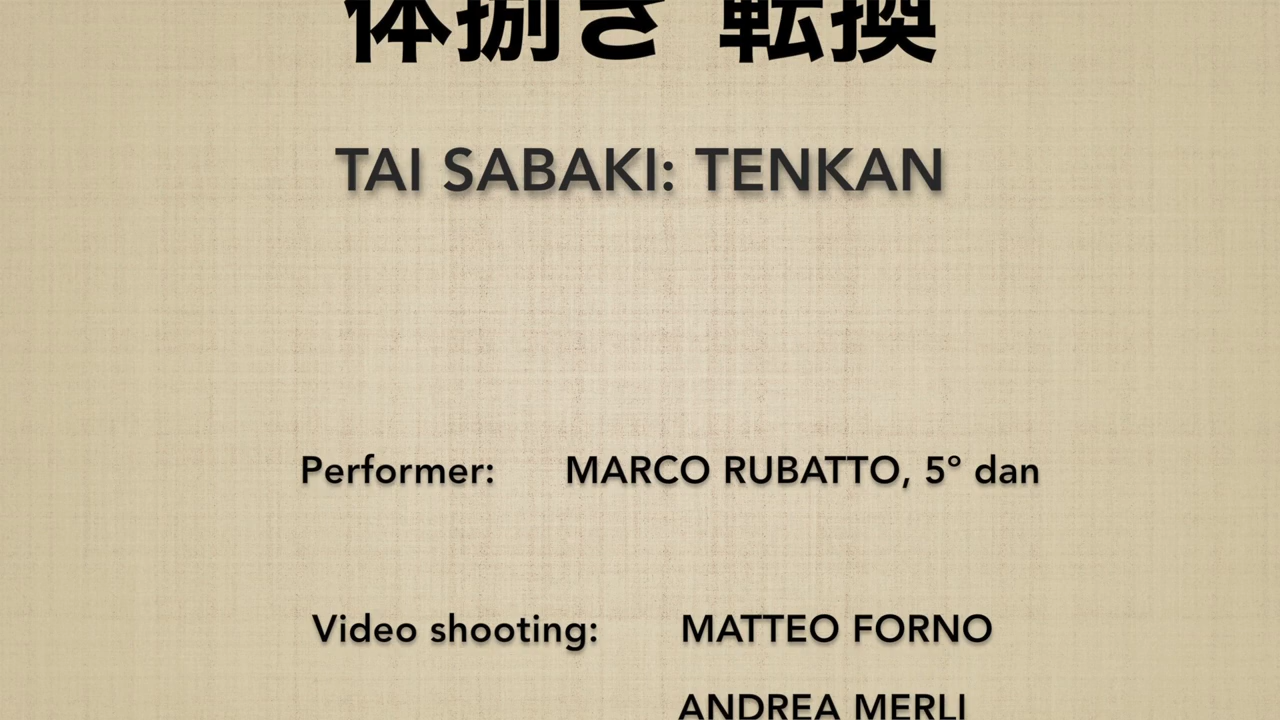 体捌き 転換
TAI SABAKI: TENKAN
Performer: MARCO RUBATTO, 5° dan
Video shooting: MATTEO FORNO
ANDREA MERLI